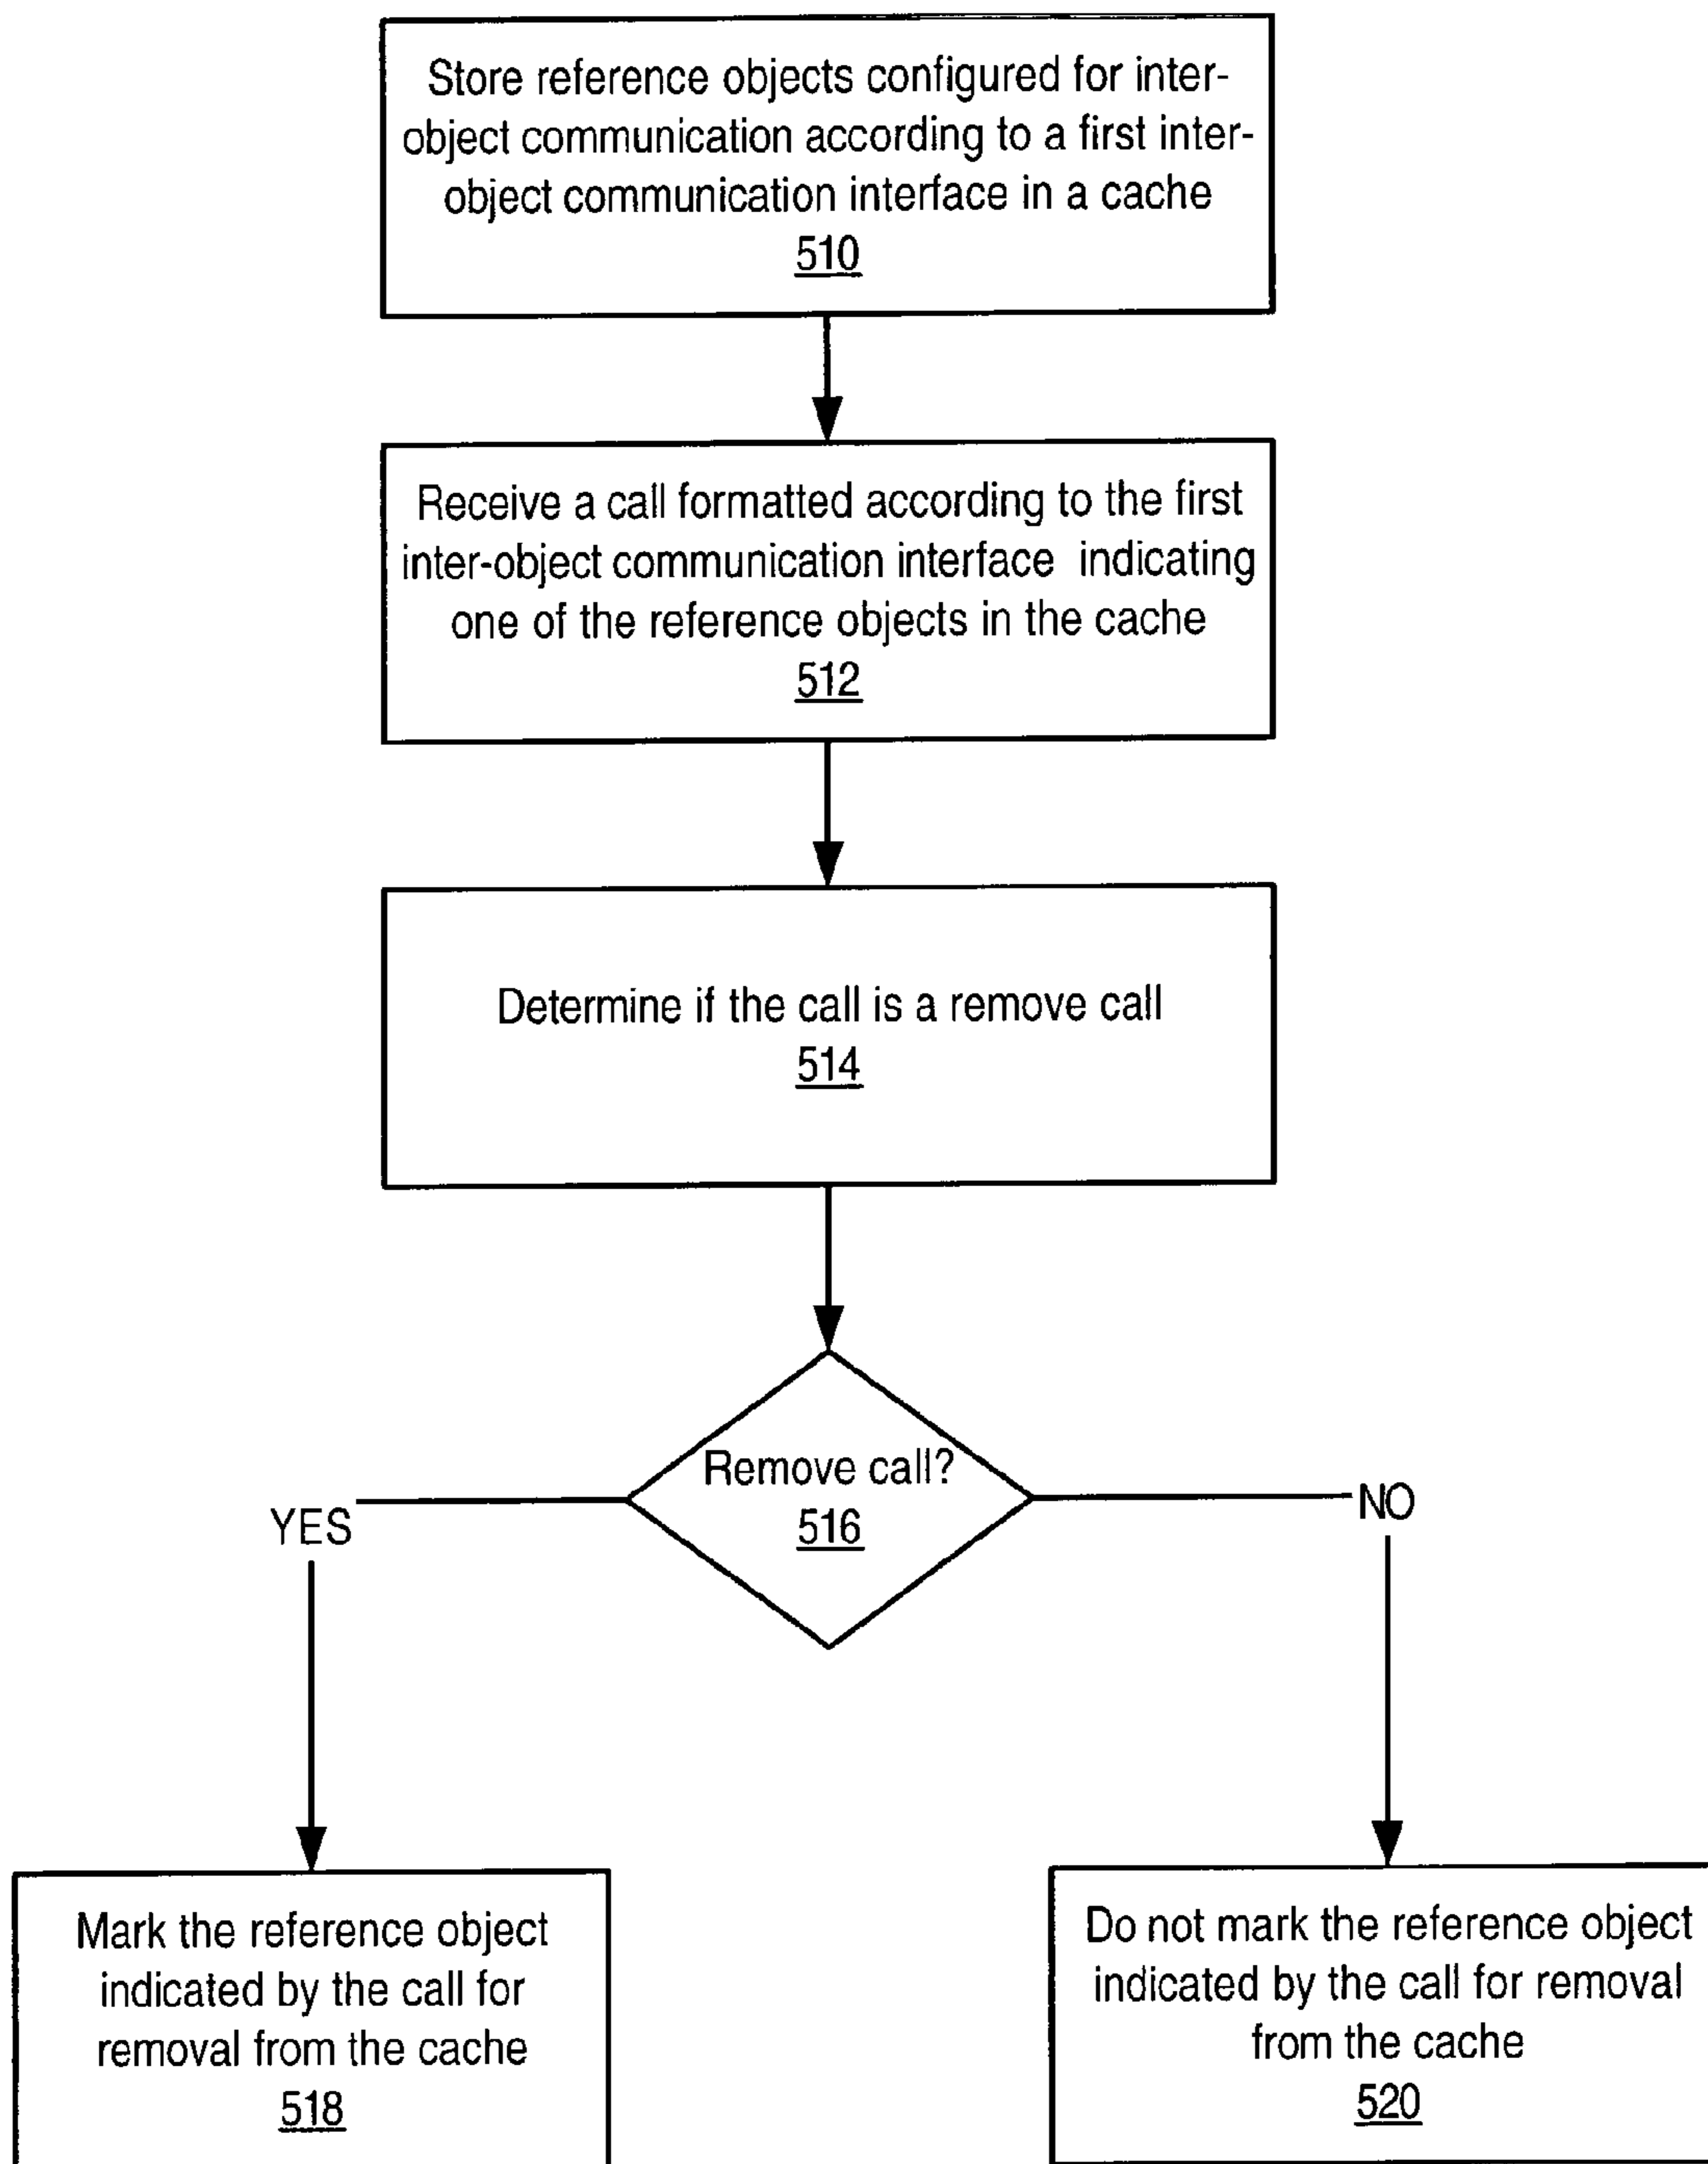 Store reference objects configured for inter-
object communication according to a first inter-
object communication interface in a cache
510
Receive a call formatted according to the first
inter-object communication interface indicating
one of the reference objects in the cache
512
Determine if the call is a remove call
514
Remove call?
516
YES
NO
Mark the reference object
indicated by the call for
removal from the cache
518
Do not mark the reference object
indicated by the call for removal
from the cache
520